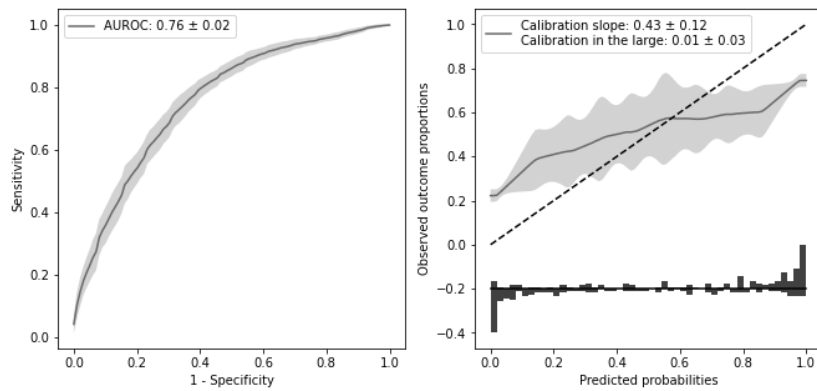 AUROC: 0.76 ± 0.02
1.0
0.8
0.6
0.4
0.2
0.0
Sensitivity
0.0 0.2 0.4 0.6 0.8 1.0
1 - Specificity
Calibration slope: 0.43 ± 0.12
Calibration in the large: 0.01 ± 0.03
1.0
0.8
0.6
0.4
0.2
0.0
−0.2
−0.4
Observed outcome proportions
0.0 0.2 0.4 0.6 0.8 1.0
Predicted probabilities